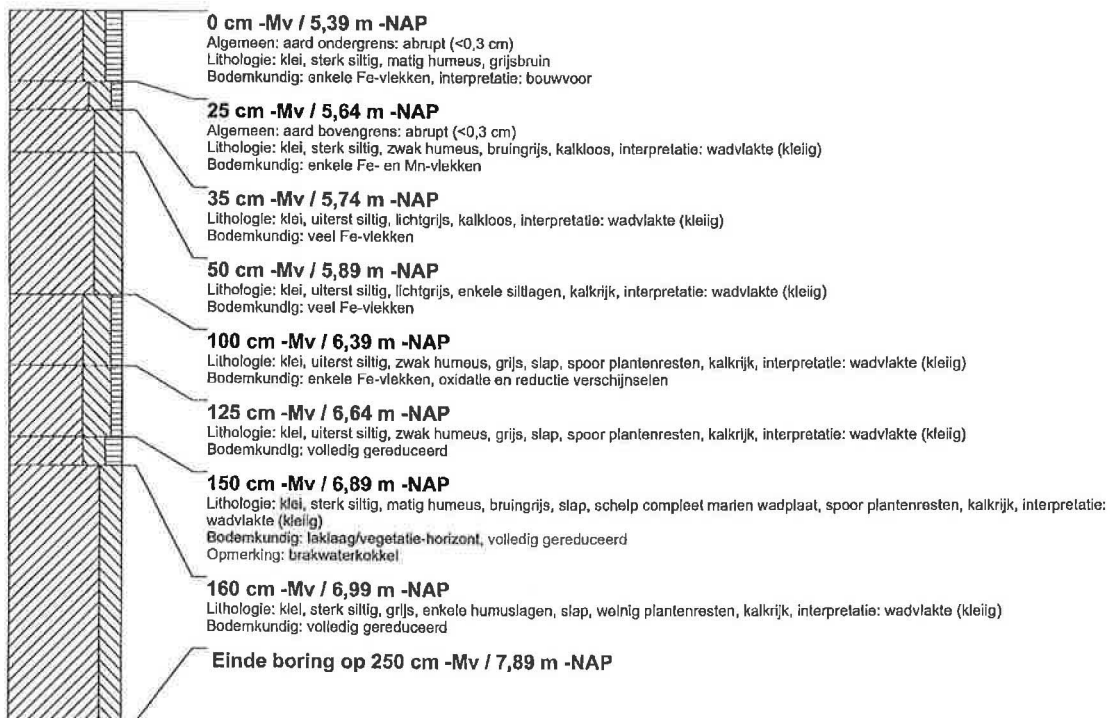 0 cm -Mv / 5,39 m -NAP
Algemeen: aard ondergrens: abrupt (<0,3 cm)
Lithologie: klei, sterk siltig, matig humeus, grijsbruin
Bodemkundig: enkele Fe-vlekken, interpretatie: bouwvoor
25 cm -Mv / 5,64 m -NAP
Algemeen: aard bovengrens: abrupt (<0,3 cm)
Lithologie: klei, sterk siltig, zwak humeus, bruingrijs, kalkloos, interpretatie: wadvlakte (kleiig)
Bodemkundig: enkele Fe- en Mn-vlekken
35 cm -Mv / 5,74 m -NAP
Lithologie: klei, uiterst siltig, lichtgrijs, kalkloos, interpretatie: wadvlakte (kleiig)
Bodemkundig: veel Fe-vlekken
50 cm -Mv / 5,89 m -NAP
Lithologie: klei, uiterst siltig, lichtgrijs, enkele siltlagen, kalkrijk, interpretatie: wadvlakte (kleiig)
Bodemkundig: veel Fe-vlekken
100 cm -Mv / 6,39 m -NAP
Lithologie: klei, uiterst siltig, zwak humeus, grijs, slap, spoor plantenresten, kalkrijk, interpretatie: wadvlakte (kleiig)
Bodemkundig: enkele Fe-vlekken, oxidatie en reductie verschijnselen
125 cm -Mv / 6,64 m -NAP
Lithologie: klei, uiterst siltig, zwak humeus, grijs, slap, spoor plantenresten, kalkrijk, interpretatie: wadvlakte (kleiig)
Bodemkundig: volledig gereduceerd
150 cm -Mv / 6,89 m -NAP
Lithologie: klei, sterk siltig, matig humeus, bruingrijs, slap, schelp compleet marien wadplaat, spoor plantenresten, kalkrijk, interpretatie:
wadvlakte (kleiig)
Bodemkundig: laklaag/vegetatie-horizont, volledig gereduceerd
Opmerking: brakwaterkokkel
160 cm -Mv / 6,99 m -NAP
Lithologie: klei, sterk siltig, grijs, enkele humuslagen, slap, weinig plantenresten, kalkrijk, interpretatie: wadvlakte (kleiig)
Bodemkundig: volledig gereduceerd
Einde boring op 250 cm -Mv / 7,89 m -NAP